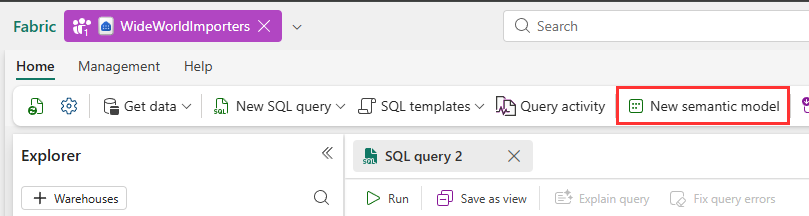 Fabric WideWorldImporters Search
Home Management Help
Get data New SQL query SQL templates Query activity New semantic model
Explorer SQL query 2
+ Warehouses Run Save as view Explain query Fix query errors